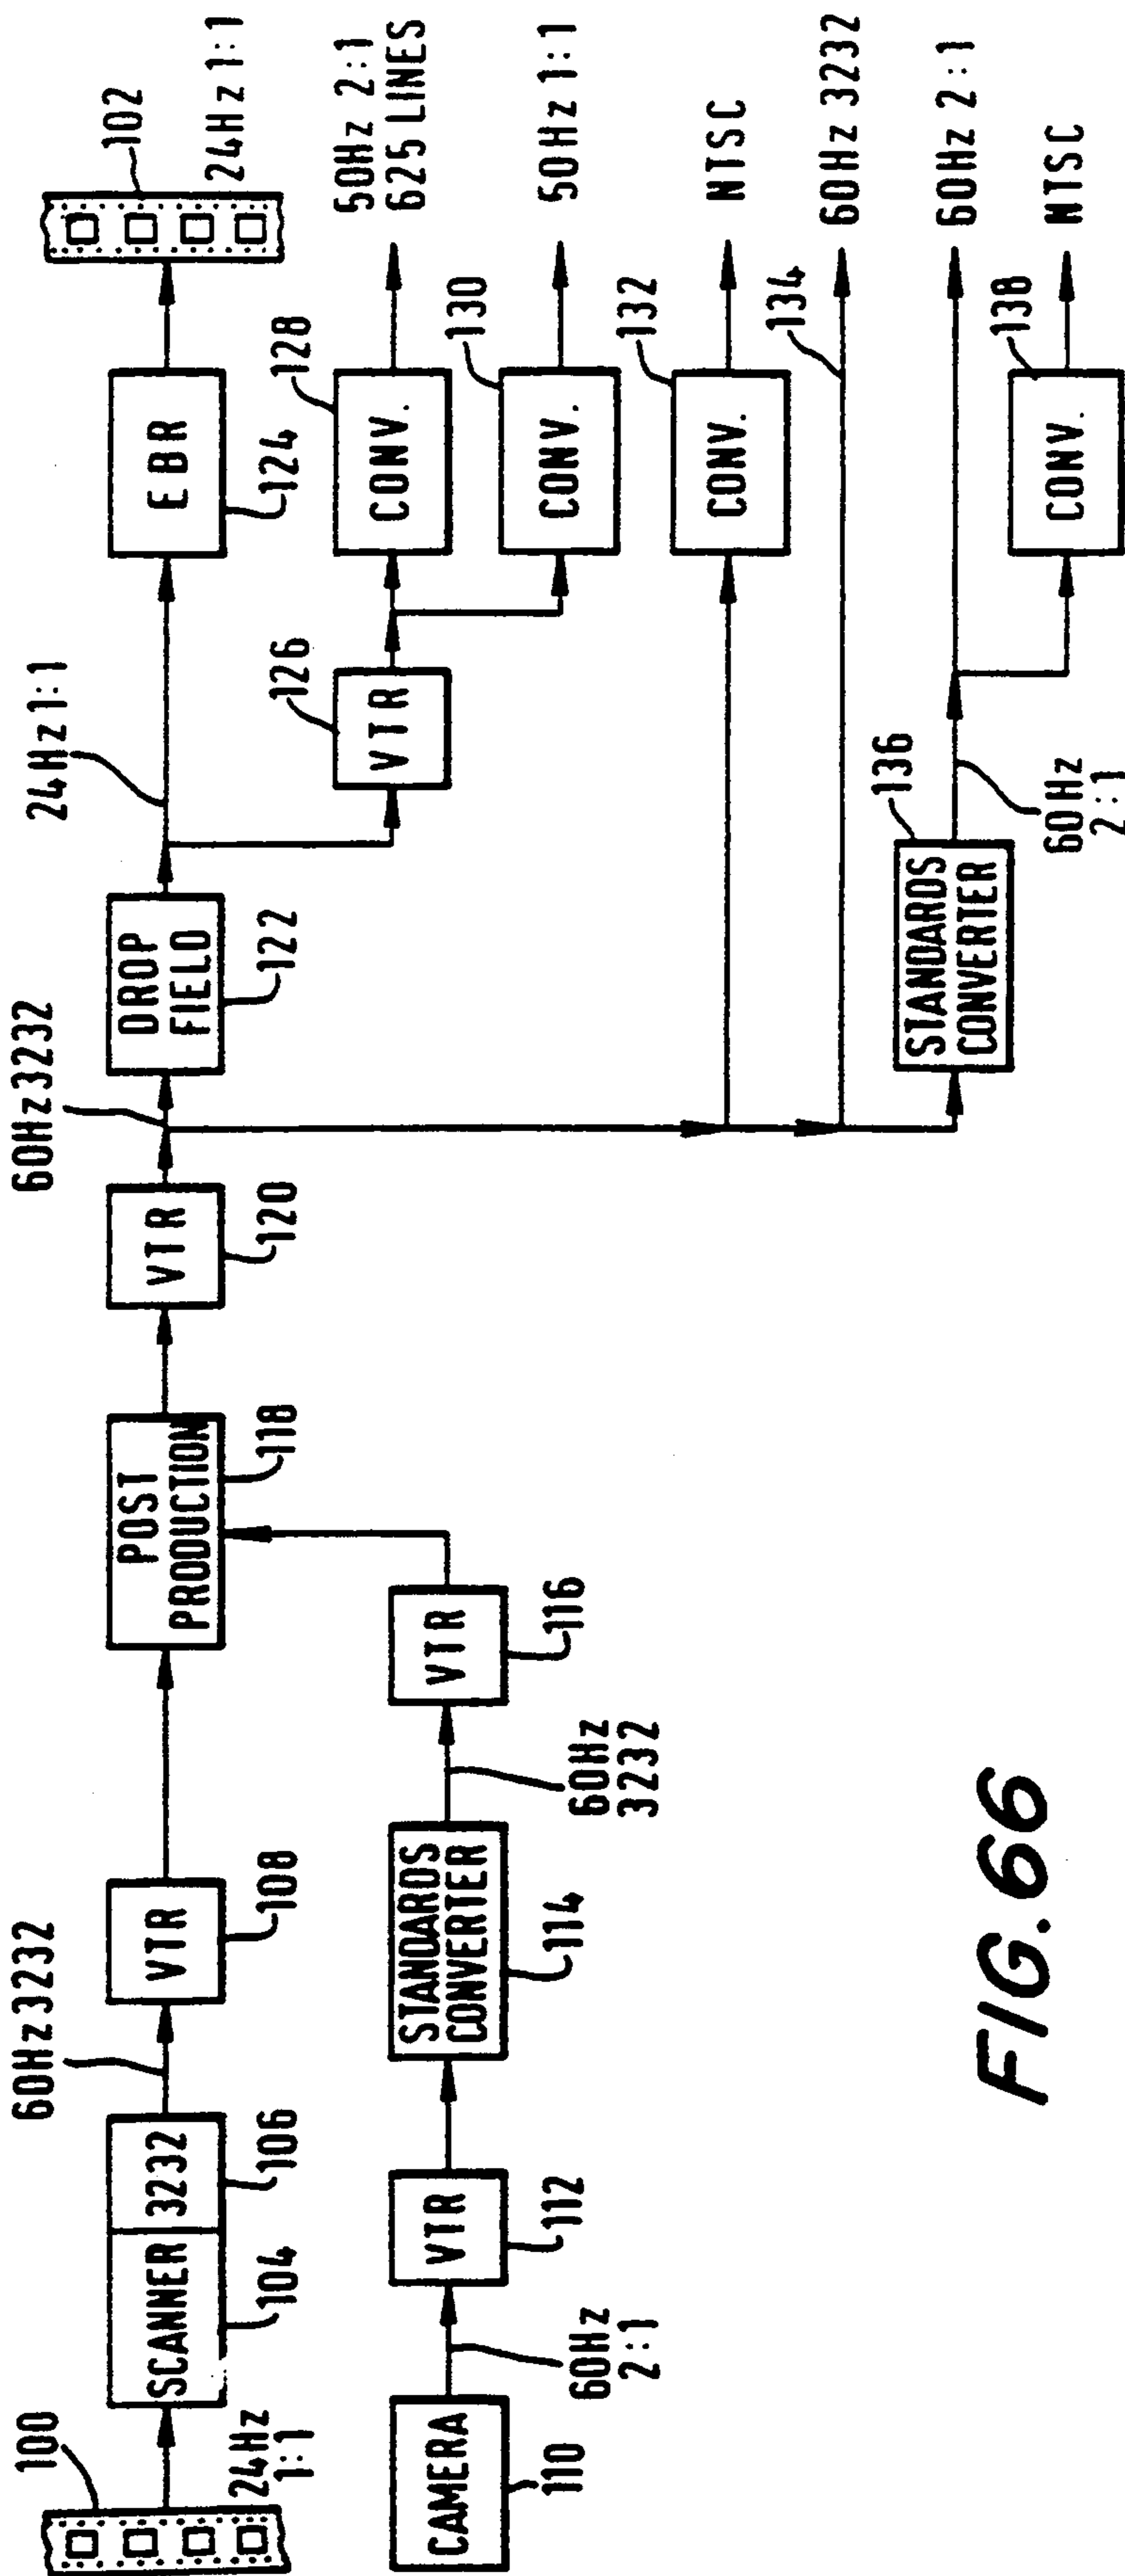 100
24Hz
1:1
SCANNER
104
3232
106
60Hz 3232
VTR
108
CAMERA
110
60Hz
2:1
VTR
112
STANDARDS
CONVERTER
114
60Hz
3232
VTR
116
POST
PRODUCTION
118
VTR
120
60Hz 3232
DROP
FIELD
122
24Hz 1:1
EBR
124
102
24Hz 1:1
VTR
126
CONV.
128
50Hz 2:1
625 LINES
CONV.
130
50Hz 1:1
CONV.
132
NTSC
134
60Hz 3232
STANDARDS
CONVERTER
136
60Hz
2:1
60Hz 2:1
CONV.
138
NTSC
FIG. 66